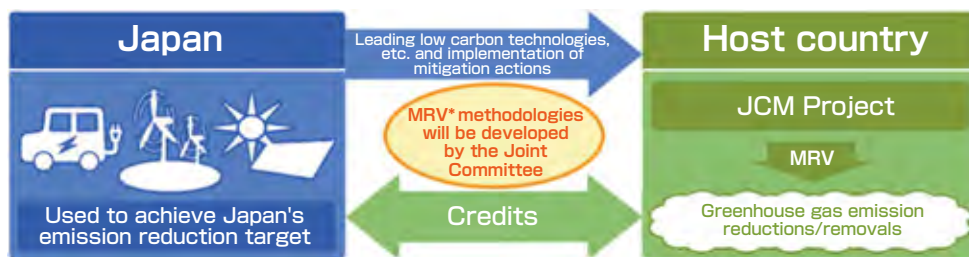 Japan
Used to achieve Japan's
emission reduction target
Leading low carbon technologies,
etc. and implementation of
mitigation actions
MRV* methodologies
will be developed
by the Joint
Committee
Credits
Host country
JCM Project
MRV
Greenhouse gas emission
reductions/removals